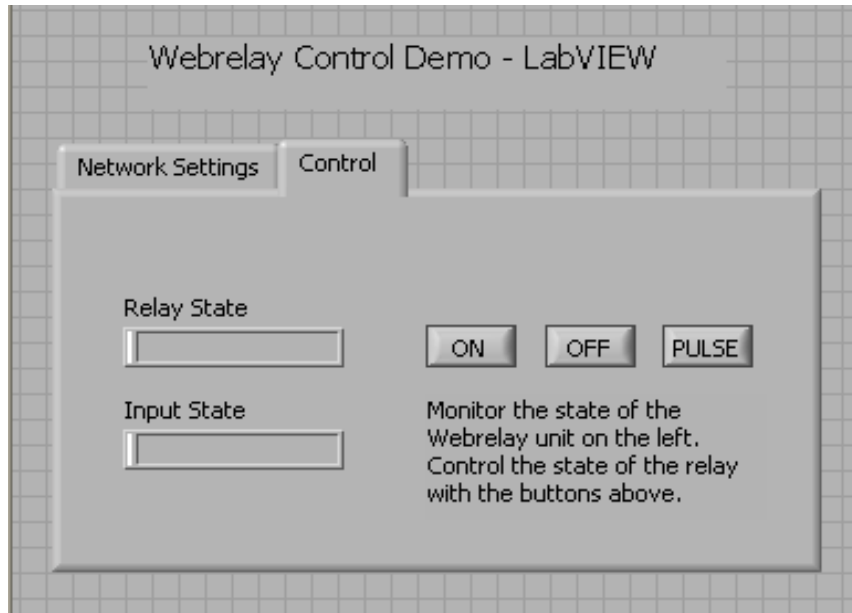 Webrelay Control Demo - LabVIEW
Network Settings
Control
Relay State
ON
OFF
PULSE
Input State
Monitor the state of the
Webrelay unit on the left.
Control the state of the relay
with the buttons above.